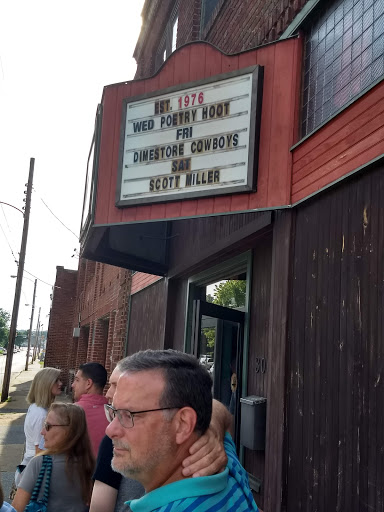 EST. 1976
WED POETRY HOOT
FRI
DIMESTORE COWBOYS
SAT
SCOTT MILLER